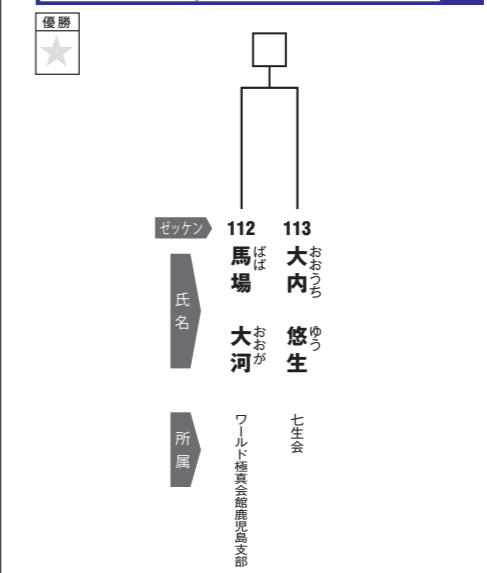 優勝
ゼッケン
112
113
氏名
馬場 大河
ばば おおが
大内 悠生
おおうち ゆう
所属
ワールド極真会館鹿児島支部
七生会